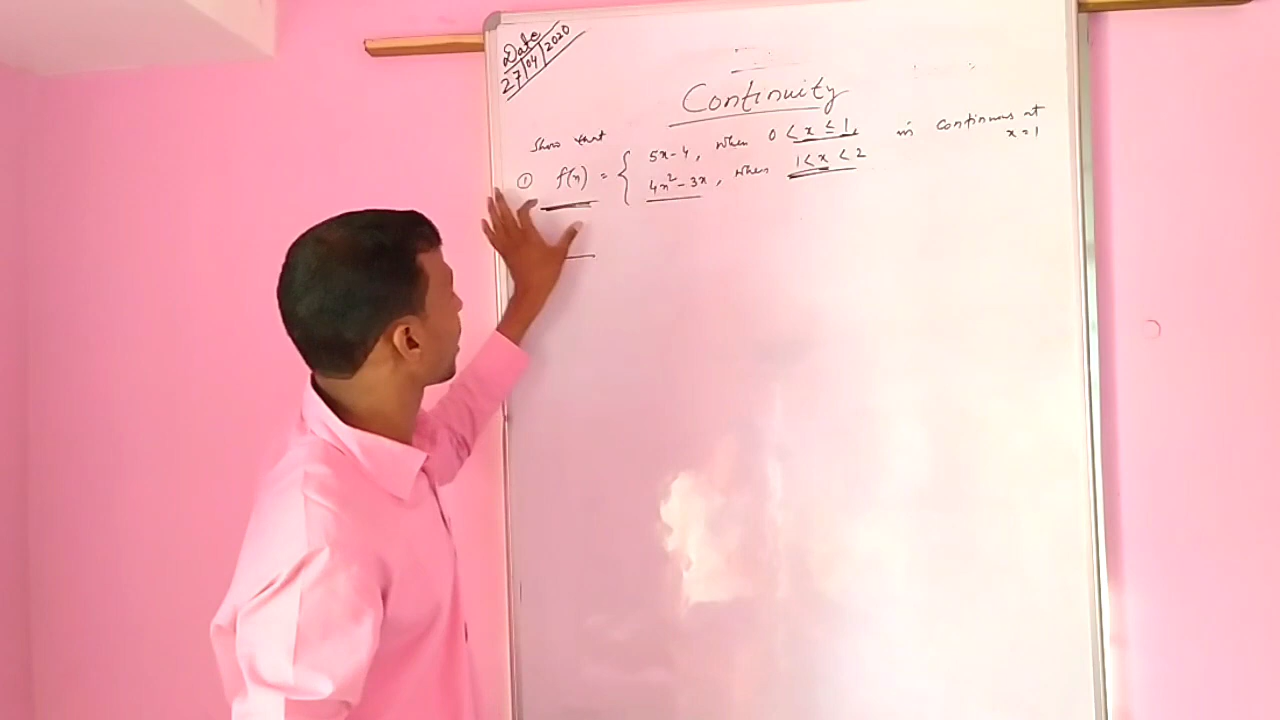 Date
27/04/2020
Continuity
Show that
① f(x) = { 5x-4, when 0 < x ≤ 1, is continuous at x=1
4x²-3x, when 1 < x < 2